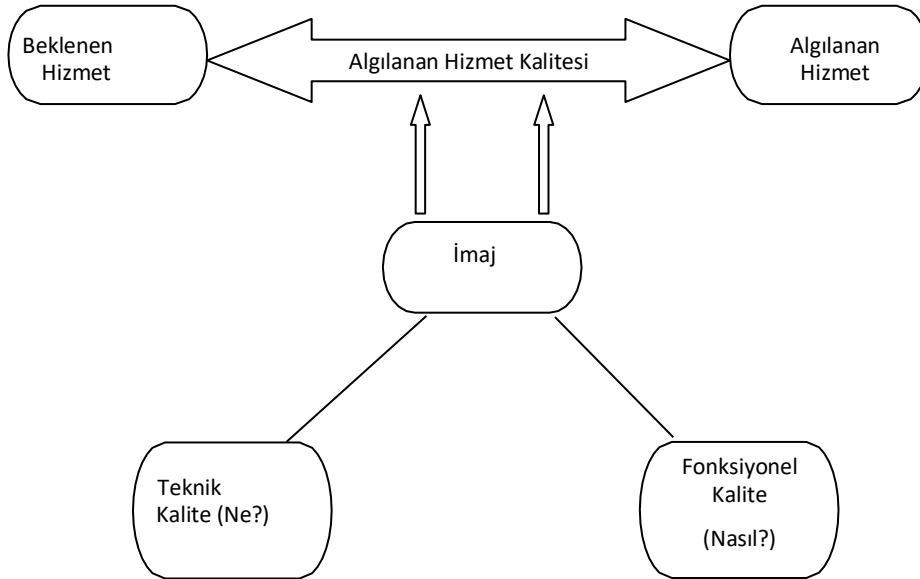 Beklenen
Hizmet
Algılanan Hizmet Kalitesi
Algılanan
Hizmet
İmaj
Teknik
Kalite (Ne?)
Fonksiyonel
Kalite
(Nasıl?)